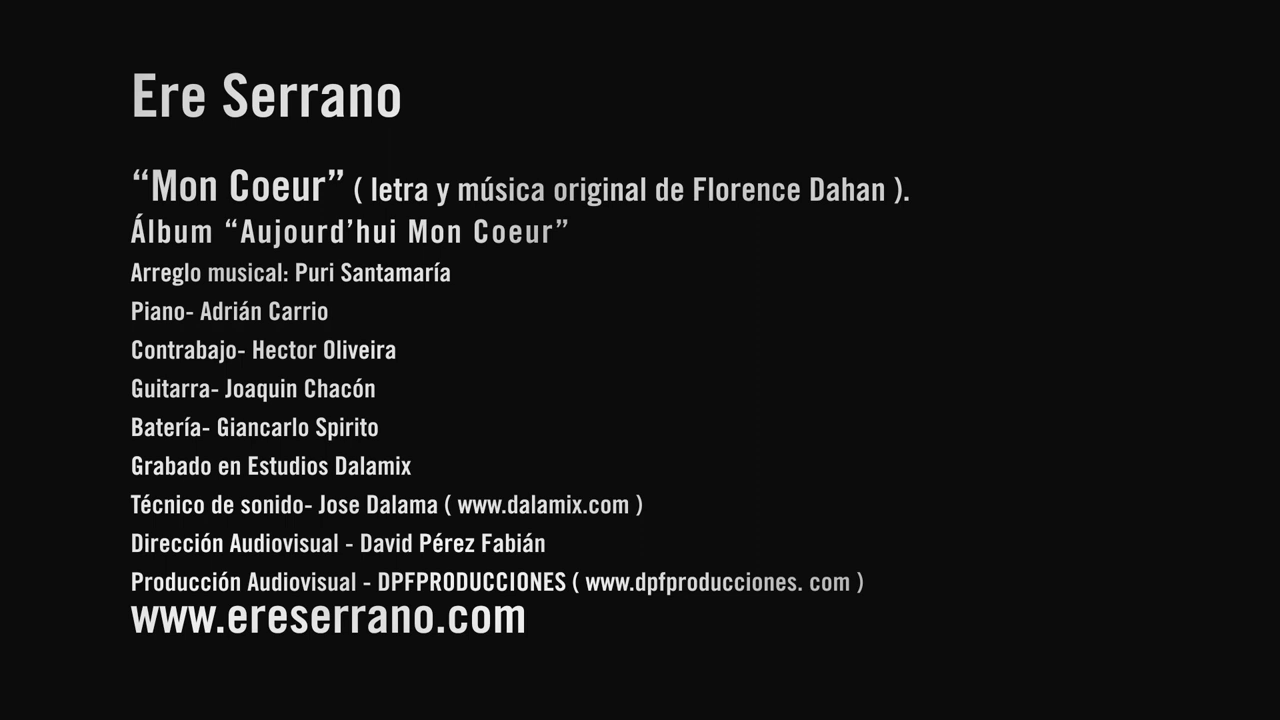 Ere Serrano
“Mon Coeur” ( letra y música original de Florence Dahan ).
Álbum “Aujourd’hui Mon Coeur”
Arreglo musical: Puri Santamaría
Piano- Adrián Carrio
Contrabajo- Hector Oliveira
Guitarra- Joaquin Chacón
Batería- Giancarlo Spirito
Grabado en Estudios Dalamix
Técnico de sonido- Jose Dalama ( www.dalamix.com )
Dirección Audiovisual - David Pérez Fabián
Producción Audiovisual - DPFPRODUCCIONES ( www.dpfproducciones. com )
www.ereserrano.com